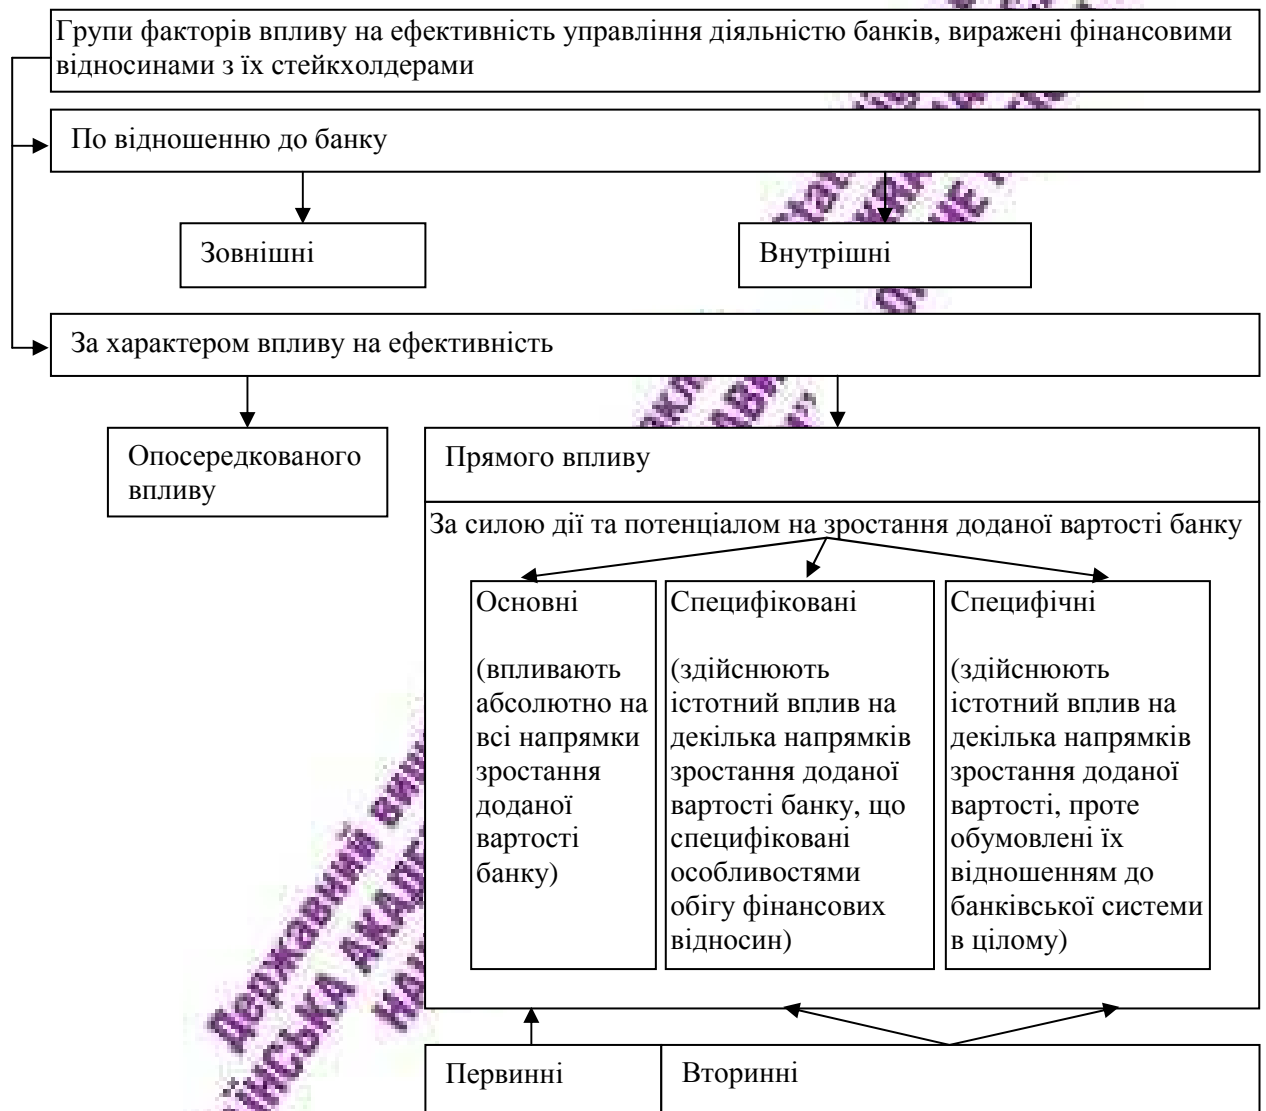 Групи факторів впливу на ефективність управління діяльністю банків, виражені фінансовими
відносинами з їх стейкхолдерами
По відношенню до банку
Зовнішні
Внутрішні
За характером впливу на ефективність
Опосередкованого
впливу
Прямого впливу
За силою дії та потенціалом на зростання доданої вартості банку
Основні
(впливають
абсолютно на
всі напрямки
зростання
доданої
вартості
банку)
Специфіковані
(здійснюють
істотний вплив на
декілька напрямків
зростання доданої
вартості банку, що
специфіковані
особливостями
обігу фінансових
відносин)
Специфічні
(здійснюють
істотний вплив на
декілька напрямків
зростання доданої
вартості, проте
обумовлені їх
відношенням до
банківської системи
в цілому)
Первинні
Вторинні
Державний